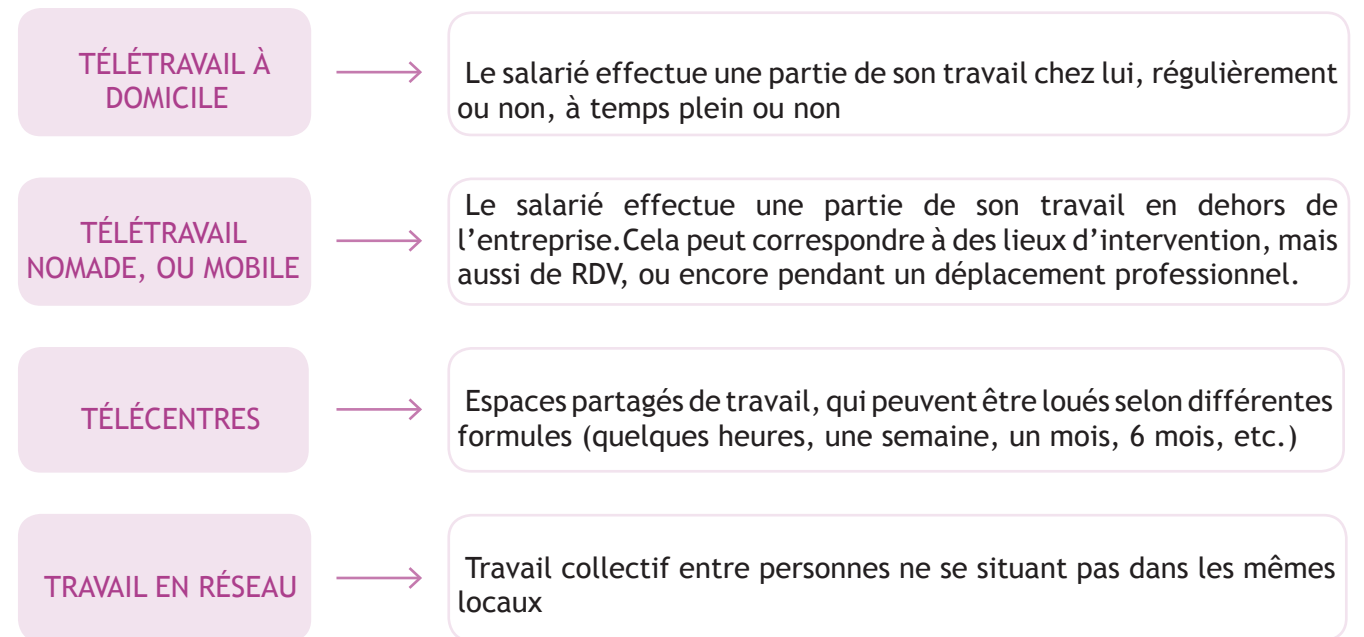 TÉLÉTRAVAIL À
DOMICILE
Le salarié effectue une partie de son travail chez lui, régulièrement
ou non, à temps plein ou non
TÉLÉTRAVAIL
NOMADE, OU MOBILE
Le salarié effectue une partie de son travail en dehors de
l’entreprise.Cela peut correspondre à des lieux d’intervention, mais
aussi de RDV, ou encore pendant un déplacement professionnel.
TÉLÉCENTRES
Espaces partagés de travail, qui peuvent être loués selon différentes
formules (quelques heures, une semaine, un mois, 6 mois, etc.)
TRAVAIL EN RÉSEAU
Travail collectif entre personnes ne se situant pas dans les mêmes
locaux